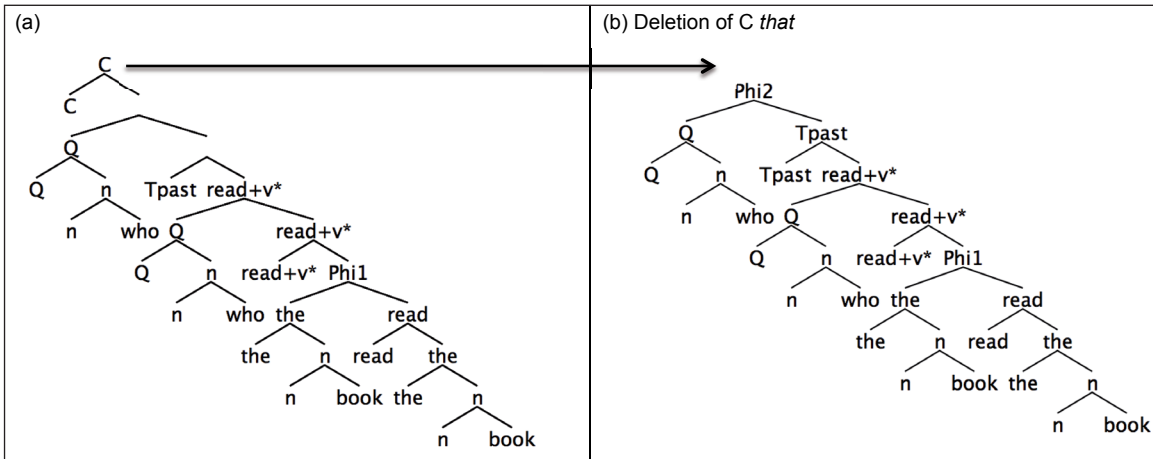 (a)
C
C
Q
Q n Tpast read+v*
n who Q read+v*
Q n read+v* Phi1
n who the read
the n read the
n book the n
n book
(b) Deletion of C that
Phi2
Q Tpast
Q n Tpast read+v*
n who Q read+v*
Q n read+v* Phi1
n who the read
the n read the
n book the n
n book